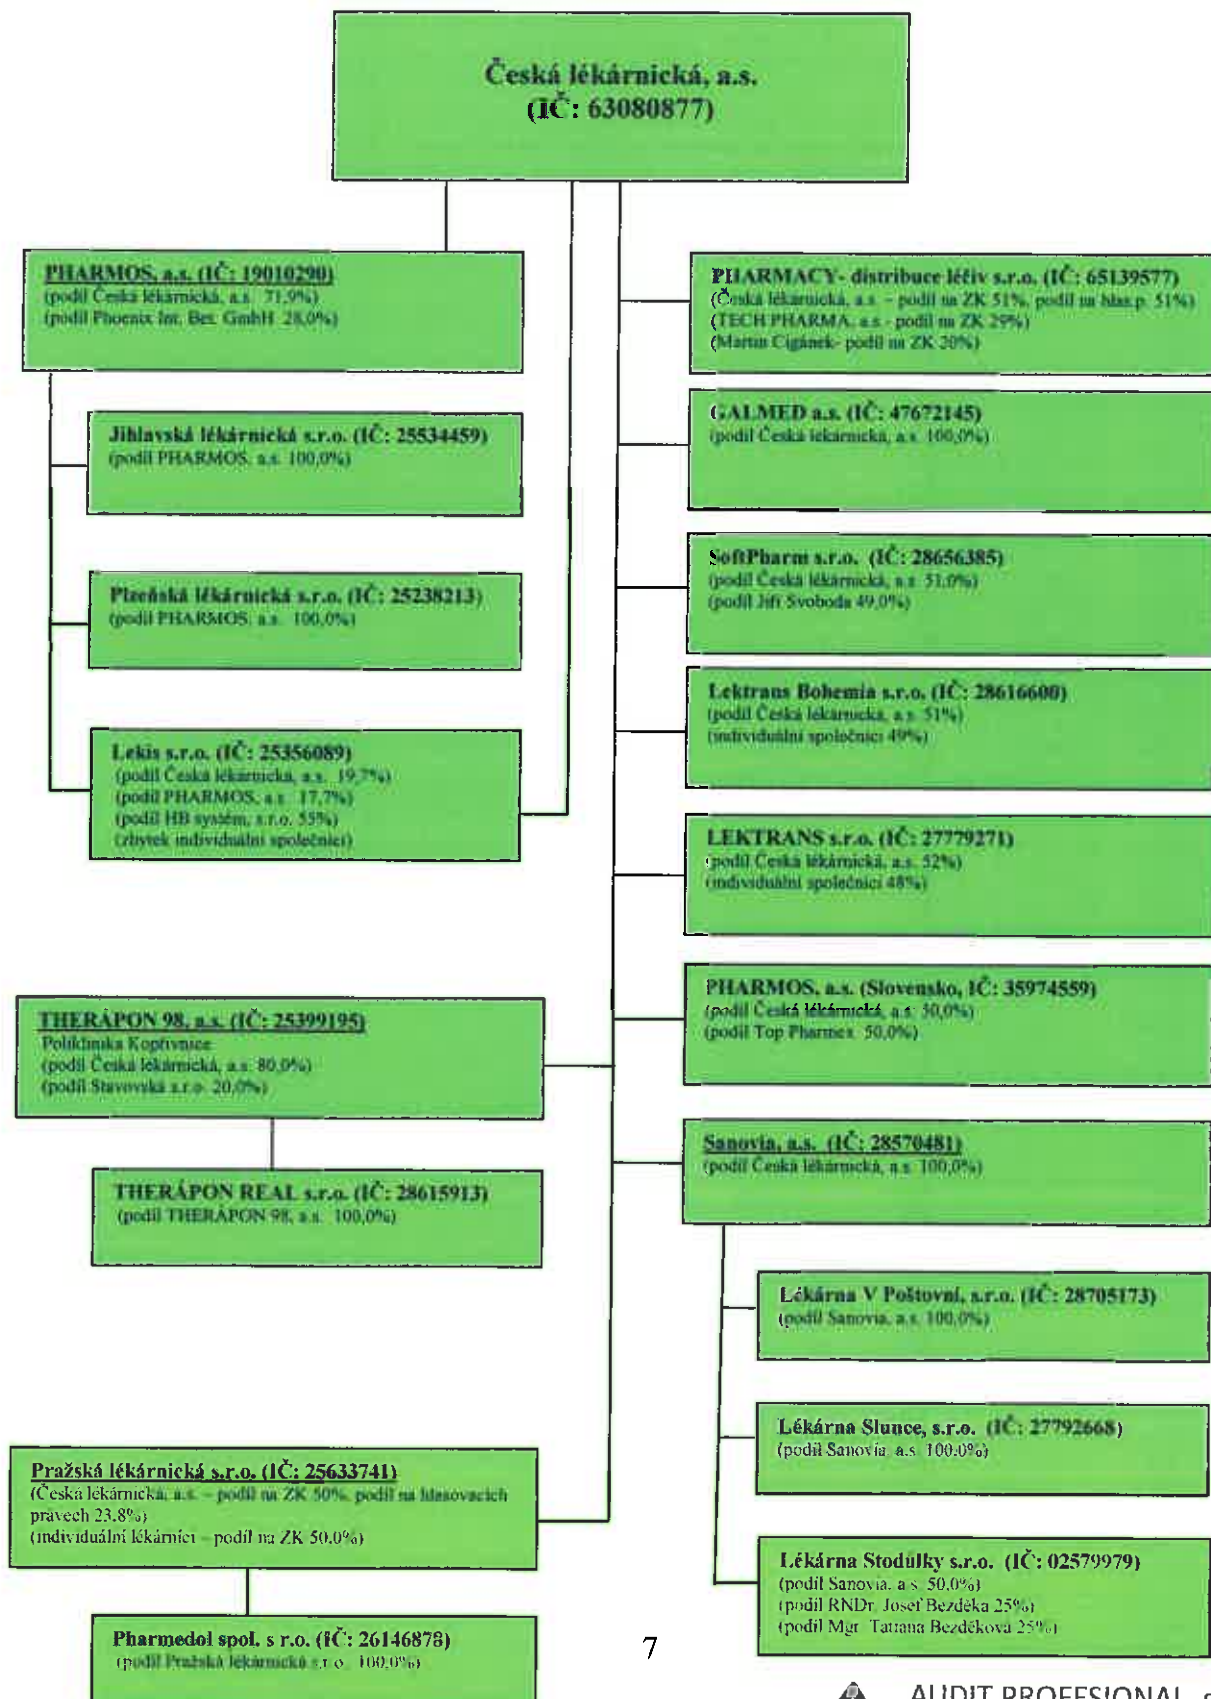 Česká lékárnická, a.s.
(IČ: 63080877)
PHARMOS, a.s. (IČ: 19010290)
(podíl Česká lékárnická, a.s. 71,9%)
(podíl Phoenix Int. Bet. GmbH 28,0%)
Jihlavská lékárnická s.r.o. (IČ: 25534459)
(podíl PHARMOS, a.s. 100,0%)
Plzeňská lékárnická s.r.o. (IČ: 25238213)
(podíl PHARMOS, a.s. 100,0%)
Lekis s.r.o. (IČ: 25356089)
(podíl Česká lékárnická, a.s. 19,7%)
(podíl PHARMOS, a.s. 17,7%)
(podíl HB systém, s.r.o. 55%)
(zbytek individuální společníci)
THERÁPON 98, a.s. (IČ: 25399195)
Poliklinika Kopřivnice
(podíl Česká lékárnická, a.s. 80,0%)
(podíl Stavovská s.r.o. 20,0%)
THERÁPON REAL s.r.o. (IČ: 28615913)
(podíl THERÁPON 98, a.s. 100,0%)
Pražská lékárnická s.r.o. (IČ: 25633741)
(Česká lékárnická, a.s. – podíl na ZK 50%, podíl na hlasovacích
právech 23,8%)
(individuální lékárníci – podíl na ZK 50,0%)
Pharmedol spol. s r.o. (IČ: 26146878)
(podíl Pražská lékárnická s.r.o. 100,0%)
PHARMACY- distribuce léčiv s.r.o. (IČ: 65139577)
(Česká lékárnická, a.s. – podíl na ZK 51%, podíl na hlas.p. 51%)
(TECH PHARMA, a.s - podíl na ZK 29%)
(Martin Cigánek- podíl na ZK 20%)
GALMED a.s. (IČ: 47672145)
(podíl Česká lékárnická, a.s. 100,0%)
SoftPharm s.r.o. (IČ: 28656385)
(podíl Česká lékárnická, a.s. 51,0%)
(podíl Jiří Svoboda 49,0%)
Lektrans Bohemia s.r.o. (IČ: 28616600)
(podíl Česká lékárnická, a.s. 51%)
(individuální společníci 49%)
LEKTRANS s.r.o. (IČ: 27779271)
(podíl Česká lékárnická, a.s. 52%)
(individuální společníci 48%)
PHARMOS, a.s. (Slovensko, IČ: 35974559)
(podíl Česká lékárnická, a.s. 50,0%)
(podíl Top Pharmex 50,0%)
Sanovia, a.s. (IČ: 28570481)
(podíl Česká lékárnická, a.s. 100,0%)
Lékárna V Poštovní, s.r.o. (IČ: 28705173)
(podíl Sanovia, a.s. 100,0%)
Lékárna Slunce, s.r.o. (IČ: 27792668)
(podíl Sanovia, a.s. 100,0%)
Lékárna Stodůlky s.r.o. (IČ: 02579979)
(podíl Sanovia, a.s. 50,0%)
(podíl RNDr. Josef Bezděka 25%)
(podíl Mgr. Tatiana Bezděková 25%)
7
AUDIT PROFESIONAL